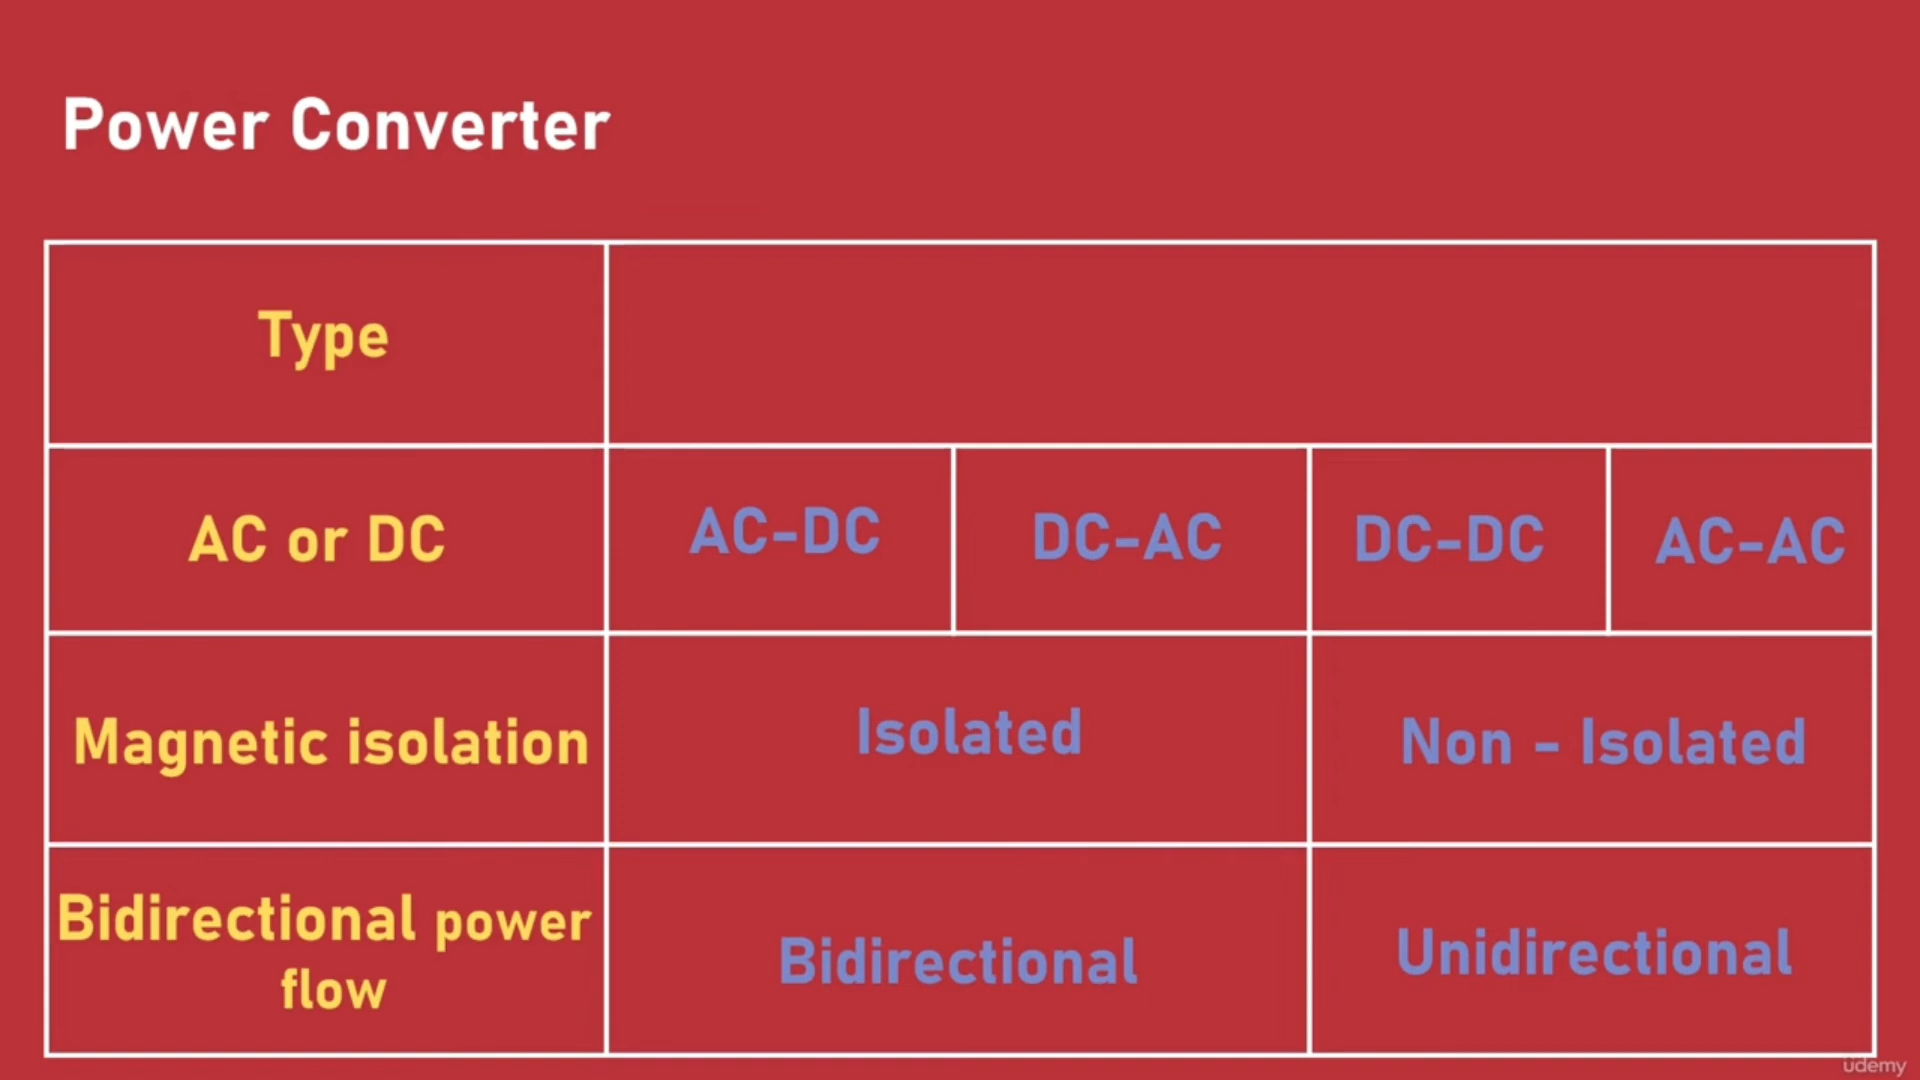 Power Converter
Type
AC or DC
AC-DC
DC-AC
DC-DC
AC-AC
Magnetic isolation
Isolated
Non - Isolated
Bidirectional power
flow
Bidirectional
Unidirectional
ûdemy